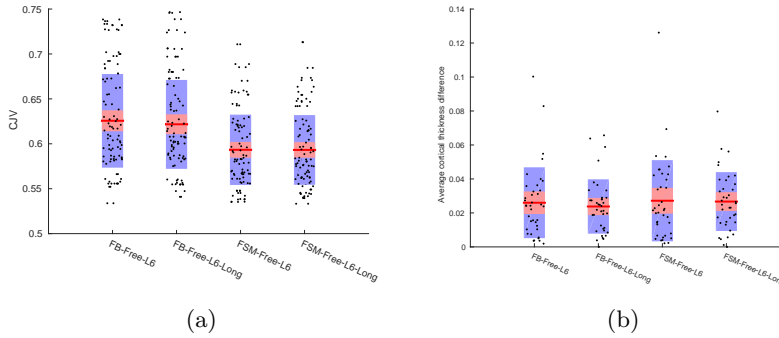 0.75
0.7
0.65
0.6
0.55
0.5
CJV
FB-Free-L6
FB-Free-L6-Long
FSM-Free-L6
FSM-Free-L6-Long
(a)
0.14
0.12
0.1
0.08
0.06
0.04
0.02
0
Average cortical thickness difference
FB-Free-L6
FB-Free-L6-Long
FSM-Free-L6
FSM-Free-L6-Long
(b)